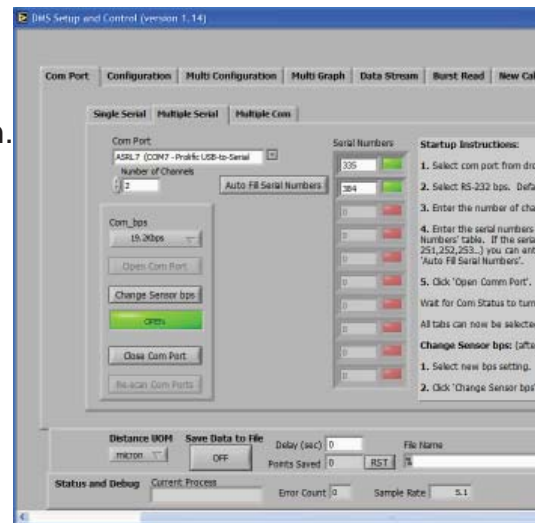 DMS Setup and Control (version 1.14)
Com Port Configuration Multi Configuration Multi Graph Data Stream Burst Read New Cal
Single Serial Multiple Serial Multiple Com
n.
Com Port
ASRL7 (COM7 - Prolific USB-to-Serial
Number of Channels
2
Auto Fill Serial Numbers
Com_bps
19.2Kbps
Open Com Port
Change Sensor bps
OPEN
Close Com Port
Re-scan Com Ports
Serial Numbers
335
384
0
0
0
0
0
0
0
0
Startup Instructions:
1. Select com port from dro
2. Select RS-232 bps. Defa
3. Enter the number of cha
4. Enter the serial numbers
Numbers' table. If the seria
251,252,253..) you can ent
'Auto Fill Serial Numbers'.
5. Click 'Open Comm Port'.
Wait for Com Status to turn
All tabs can now be selecte
Change Sensor bps: (afte
1. Select new bps setting.
2. Click 'Change Sensor bps'
Distance UOM Save Data to File
micron OFF
Delay (sec) 0
Points Saved 0 RST
File Name
%
Status and Debug Current Process
Error Count 0 Sample Rate 5.1